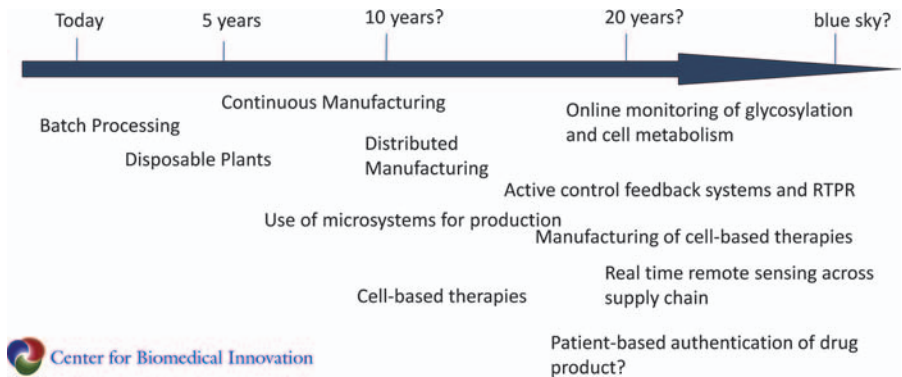 Today
5 years
10 years?
20 years?
blue sky?
Continuous Manufacturing
Batch Processing
Disposable Plants
Distributed
Manufacturing
Online monitoring of glycosylation
and cell metabolism
Active control feedback systems and RTPR
Use of microsystems for production
Manufacturing of cell-based therapies
Real time remote sensing across
supply chain
Cell-based therapies
Patient-based authentication of drug
product?
Center for Biomedical Innovation